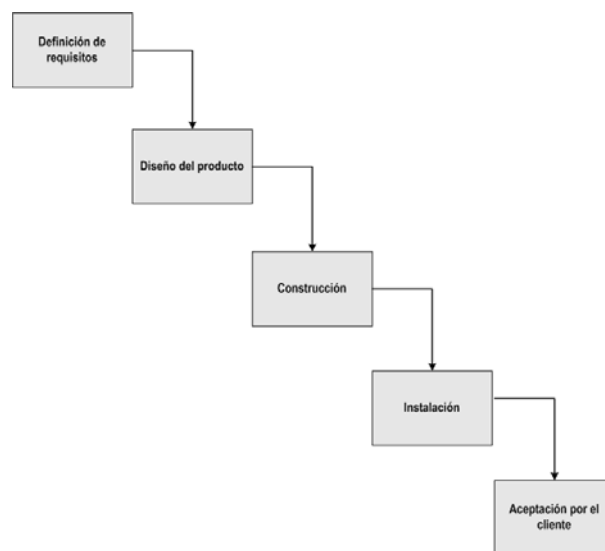 Definición de
requisitos
Diseño del producto
Construcción
Instalación
Aceptación por el
cliente